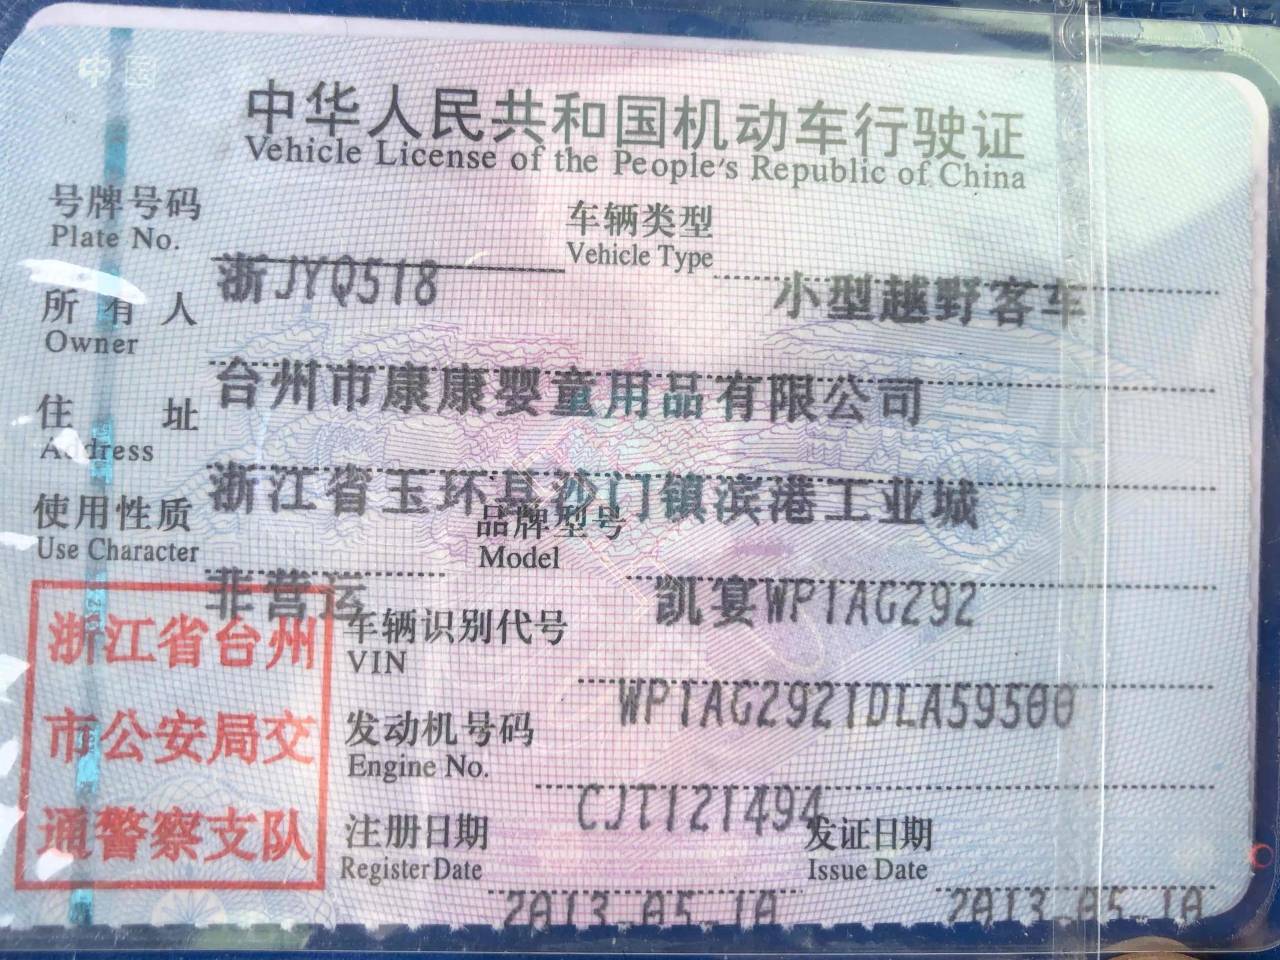 中国
中华人民共和国机动车行驶证
Vehicle License of the People's Republic of China
号牌号码
Plate No.
浙JYQ518
车辆类型
Vehicle Type
小型越野客车
所有人
Owner
台州市康康婴童用品有限公司
住址
Address
浙江省玉环县沙门镇滨港工业城
使用性质
Use Character
非营运
品牌型号
Model
凯宴WP1AG292
浙江省台州
市公安局交
通警察支队
车辆识别代号
VIN
WP1AG2921DLA59500
发动机号码
Engine No.
CJT121494
注册日期
Register Date
2013-05-10
发证日期
Issue Date
2013-05-10